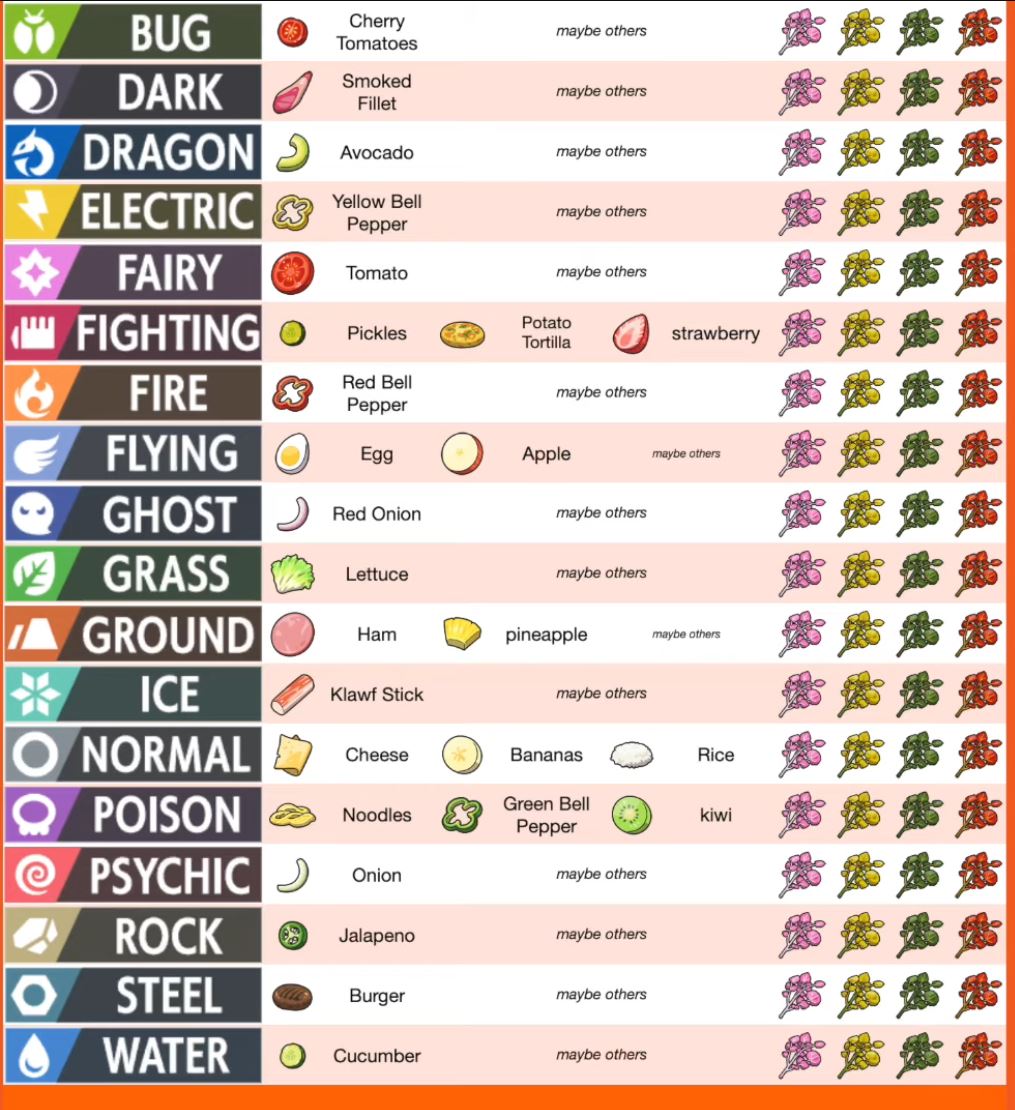 BUG
Cherry
Tomatoes
maybe others
DARK
Smoked
Fillet
maybe others
DRAGON
Avocado
maybe others
ELECTRIC
Yellow Bell
Pepper
maybe others
FAIRY
Tomato
maybe others
FIGHTING
Pickles
Potato
Tortilla
strawberry
FIRE
Red Bell
Pepper
maybe others
FLYING
Egg
Apple
maybe others
GHOST
Red Onion
maybe others
GRASS
Lettuce
maybe others
GROUND
Ham
pineapple
maybe others
ICE
Klawf Stick
maybe others
NORMAL
Cheese
Bananas
Rice
POISON
Noodles
Green Bell
Pepper
kiwi
PSYCHIC
Onion
maybe others
ROCK
Jalapeno
maybe others
STEEL
Burger
maybe others
WATER
Cucumber
maybe others